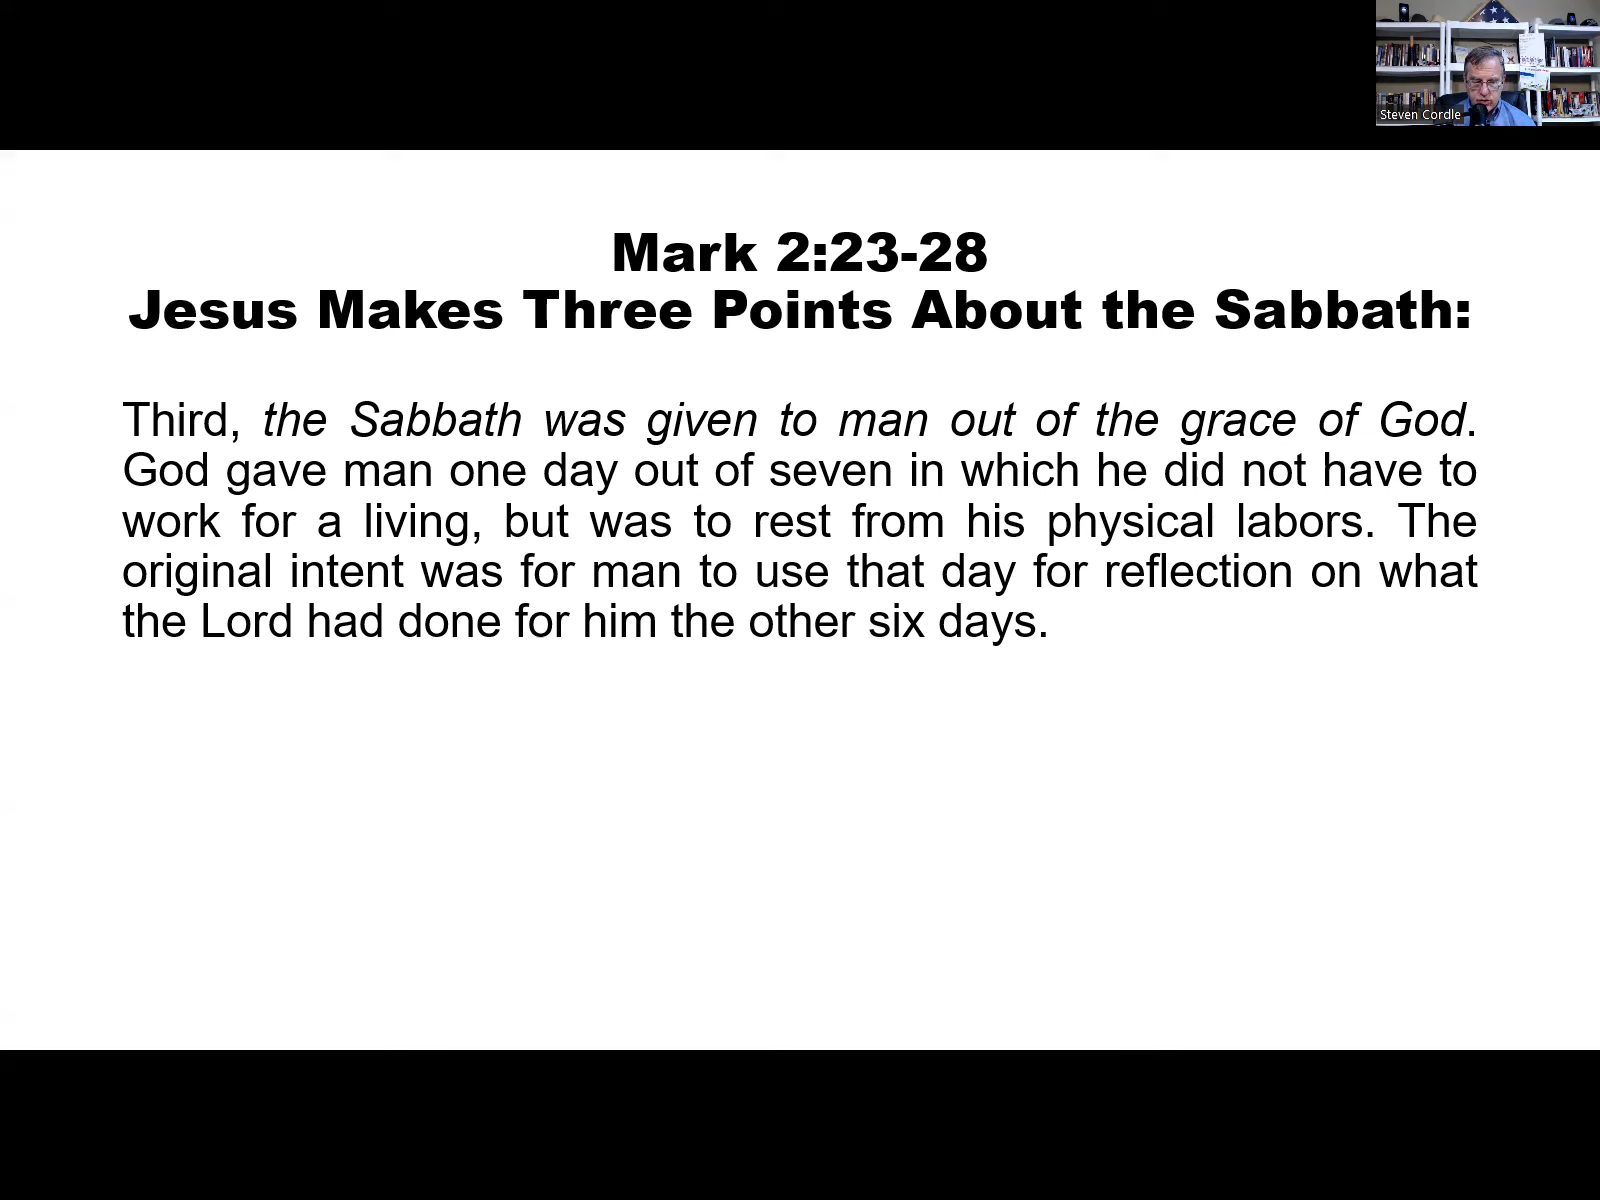 Steven Cordle
Mark 2:23-28
Jesus Makes Three Points About the Sabbath:
Third, the Sabbath was given to man out of the grace of God.
God gave man one day out of seven in which he did not have to
work for a living, but was to rest from his physical labors. The
original intent was for man to use that day for reflection on what
the Lord had done for him the other six days.